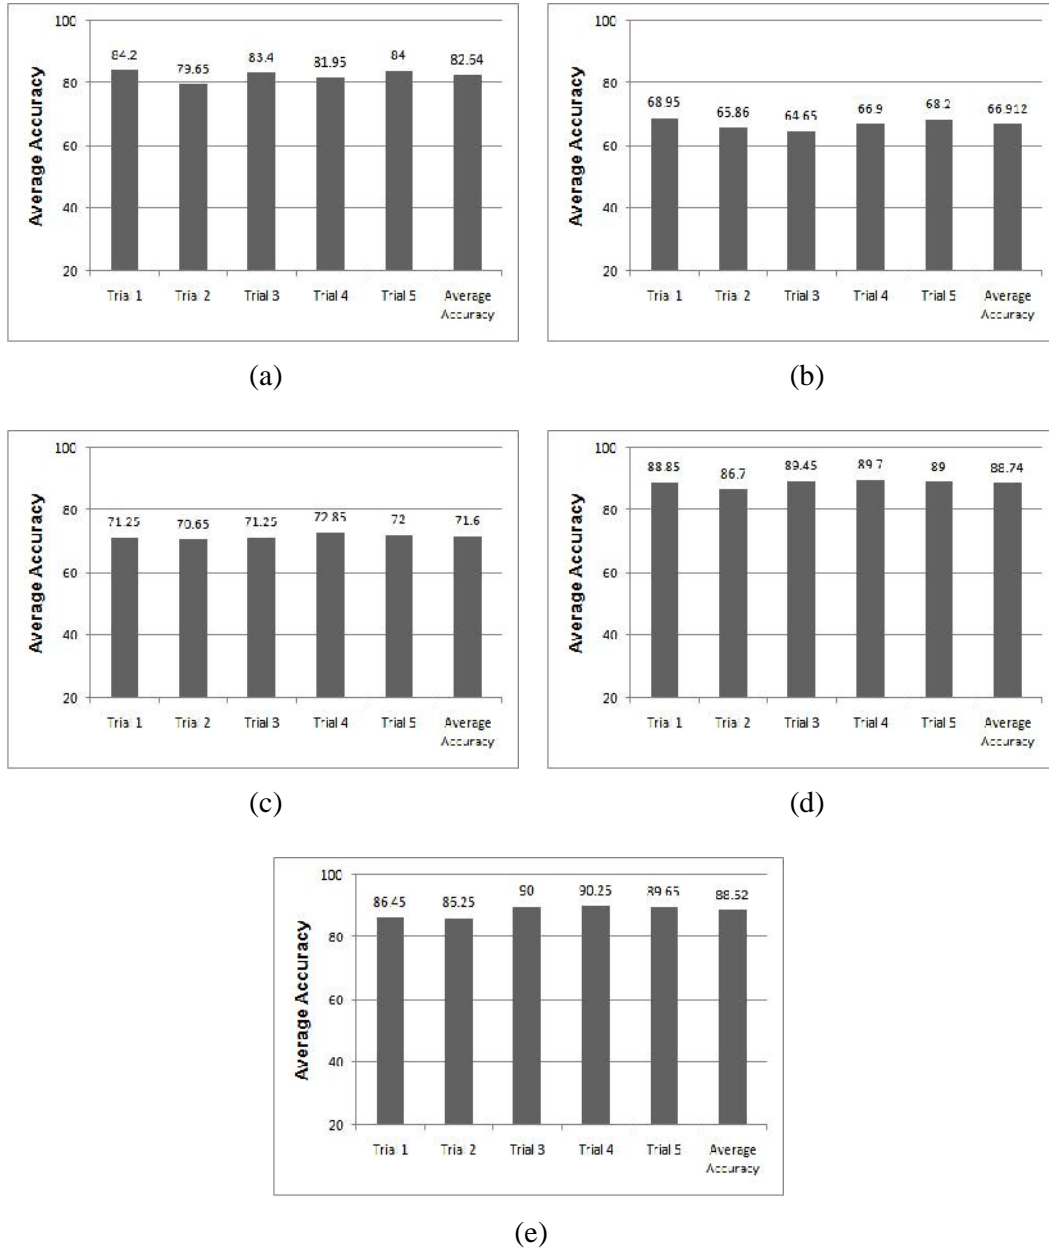 100
80
60
40
20
Average Accuracy
84.2
79.65
83.4
81.95
84
82.64
Trial 1
Trial 2
Trial 3
Trial 4
Trial 5
Average
Accuracy
(a)
100
80
60
40
20
Average Accuracy
68.95
65.86
64.65
66.9
68.2
66.912
Trial 1
Trial 2
Trial 3
Trial 4
Trial 5
Average
Accuracy
(b)
100
80
60
40
20
Average Accuracy
71.25
70.65
71.25
72.85
72
71.6
Trial 1
Trial 2
Trial 3
Trial 4
Trial 5
Average
Accuracy
(c)
100
80
60
40
20
Average Accuracy
88.85
86.7
89.45
89.7
89
88.74
Trial 1
Trial 2
Trial 3
Trial 4
Trial 5
Average
Accuracy
(d)
100
80
60
40
20
Average Accuracy
86.45
86.25
90
90.25
89.65
88.52
Trial 1
Trial 2
Trial 3
Trial 4
Trial 5
Average
Accuracy
(e)